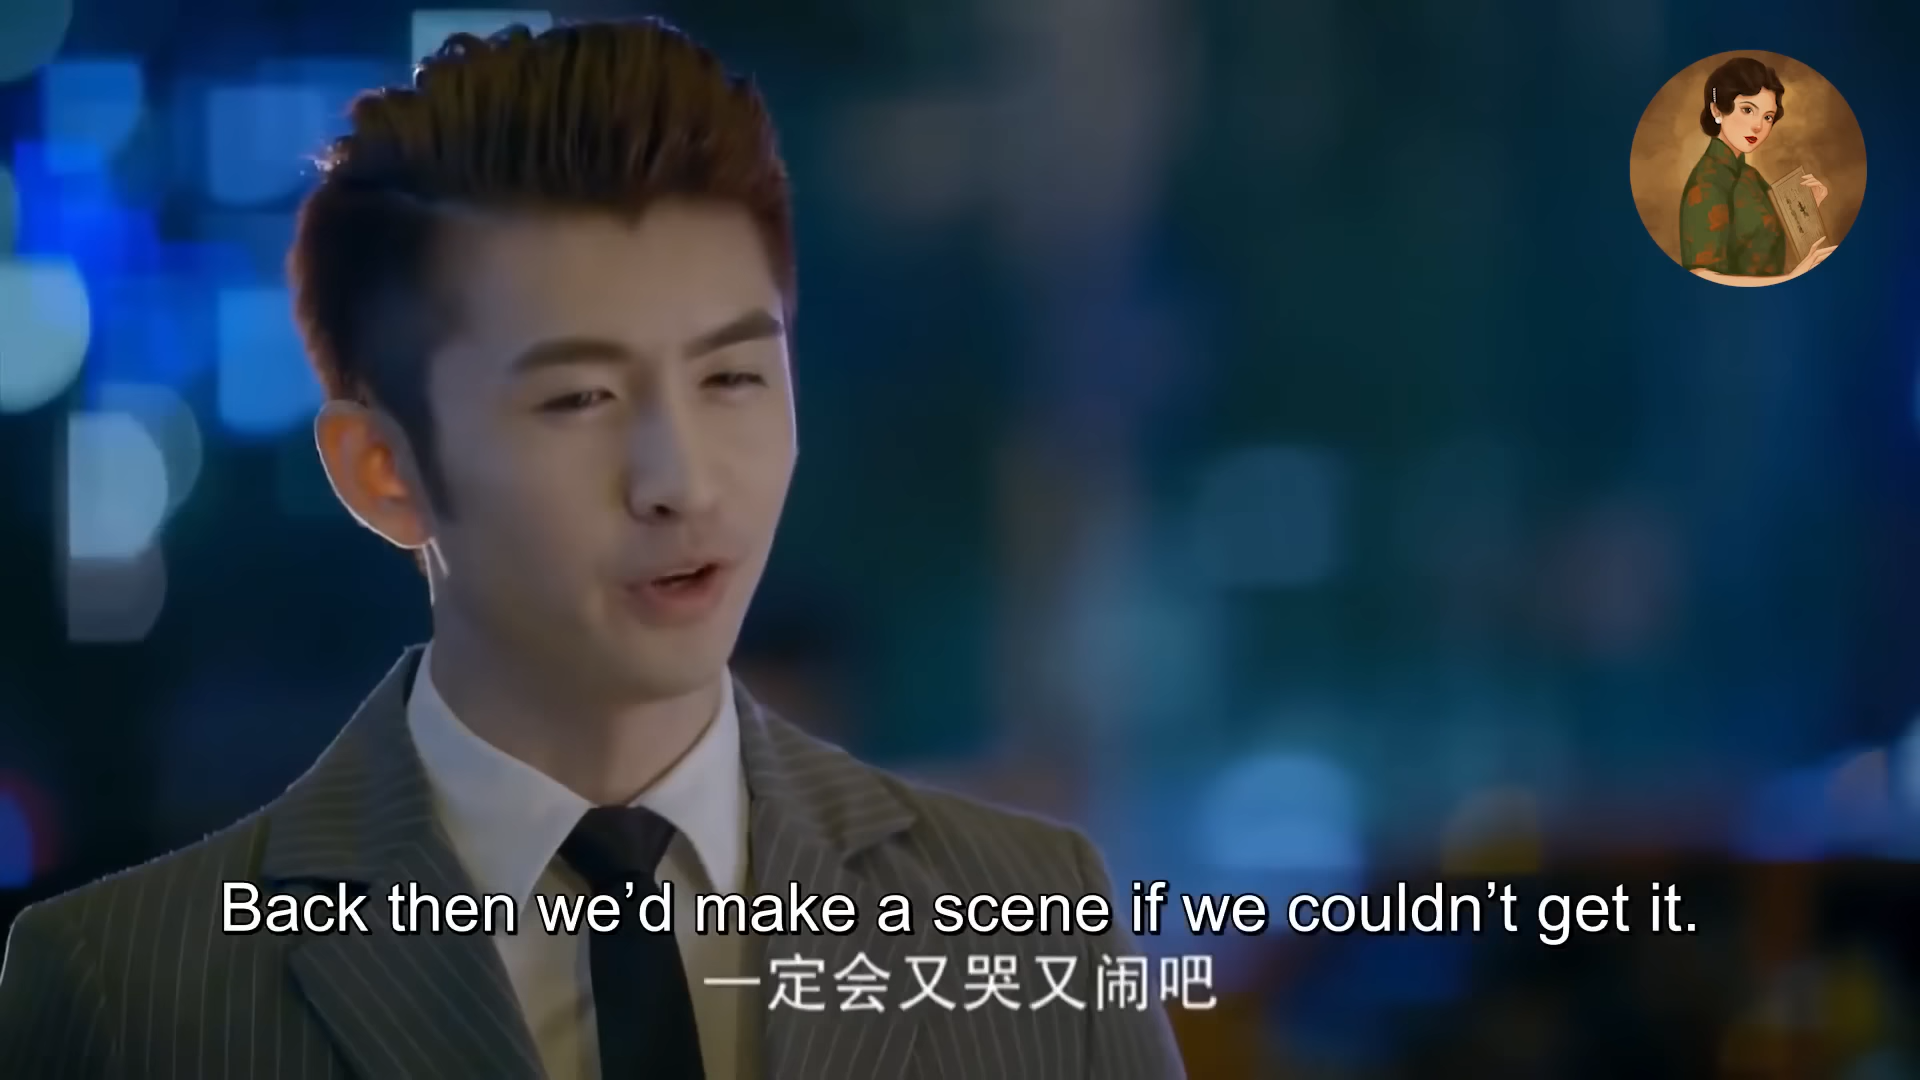 Back then we’d make a scene if we couldn’t get it.
一定会又哭又闹吧